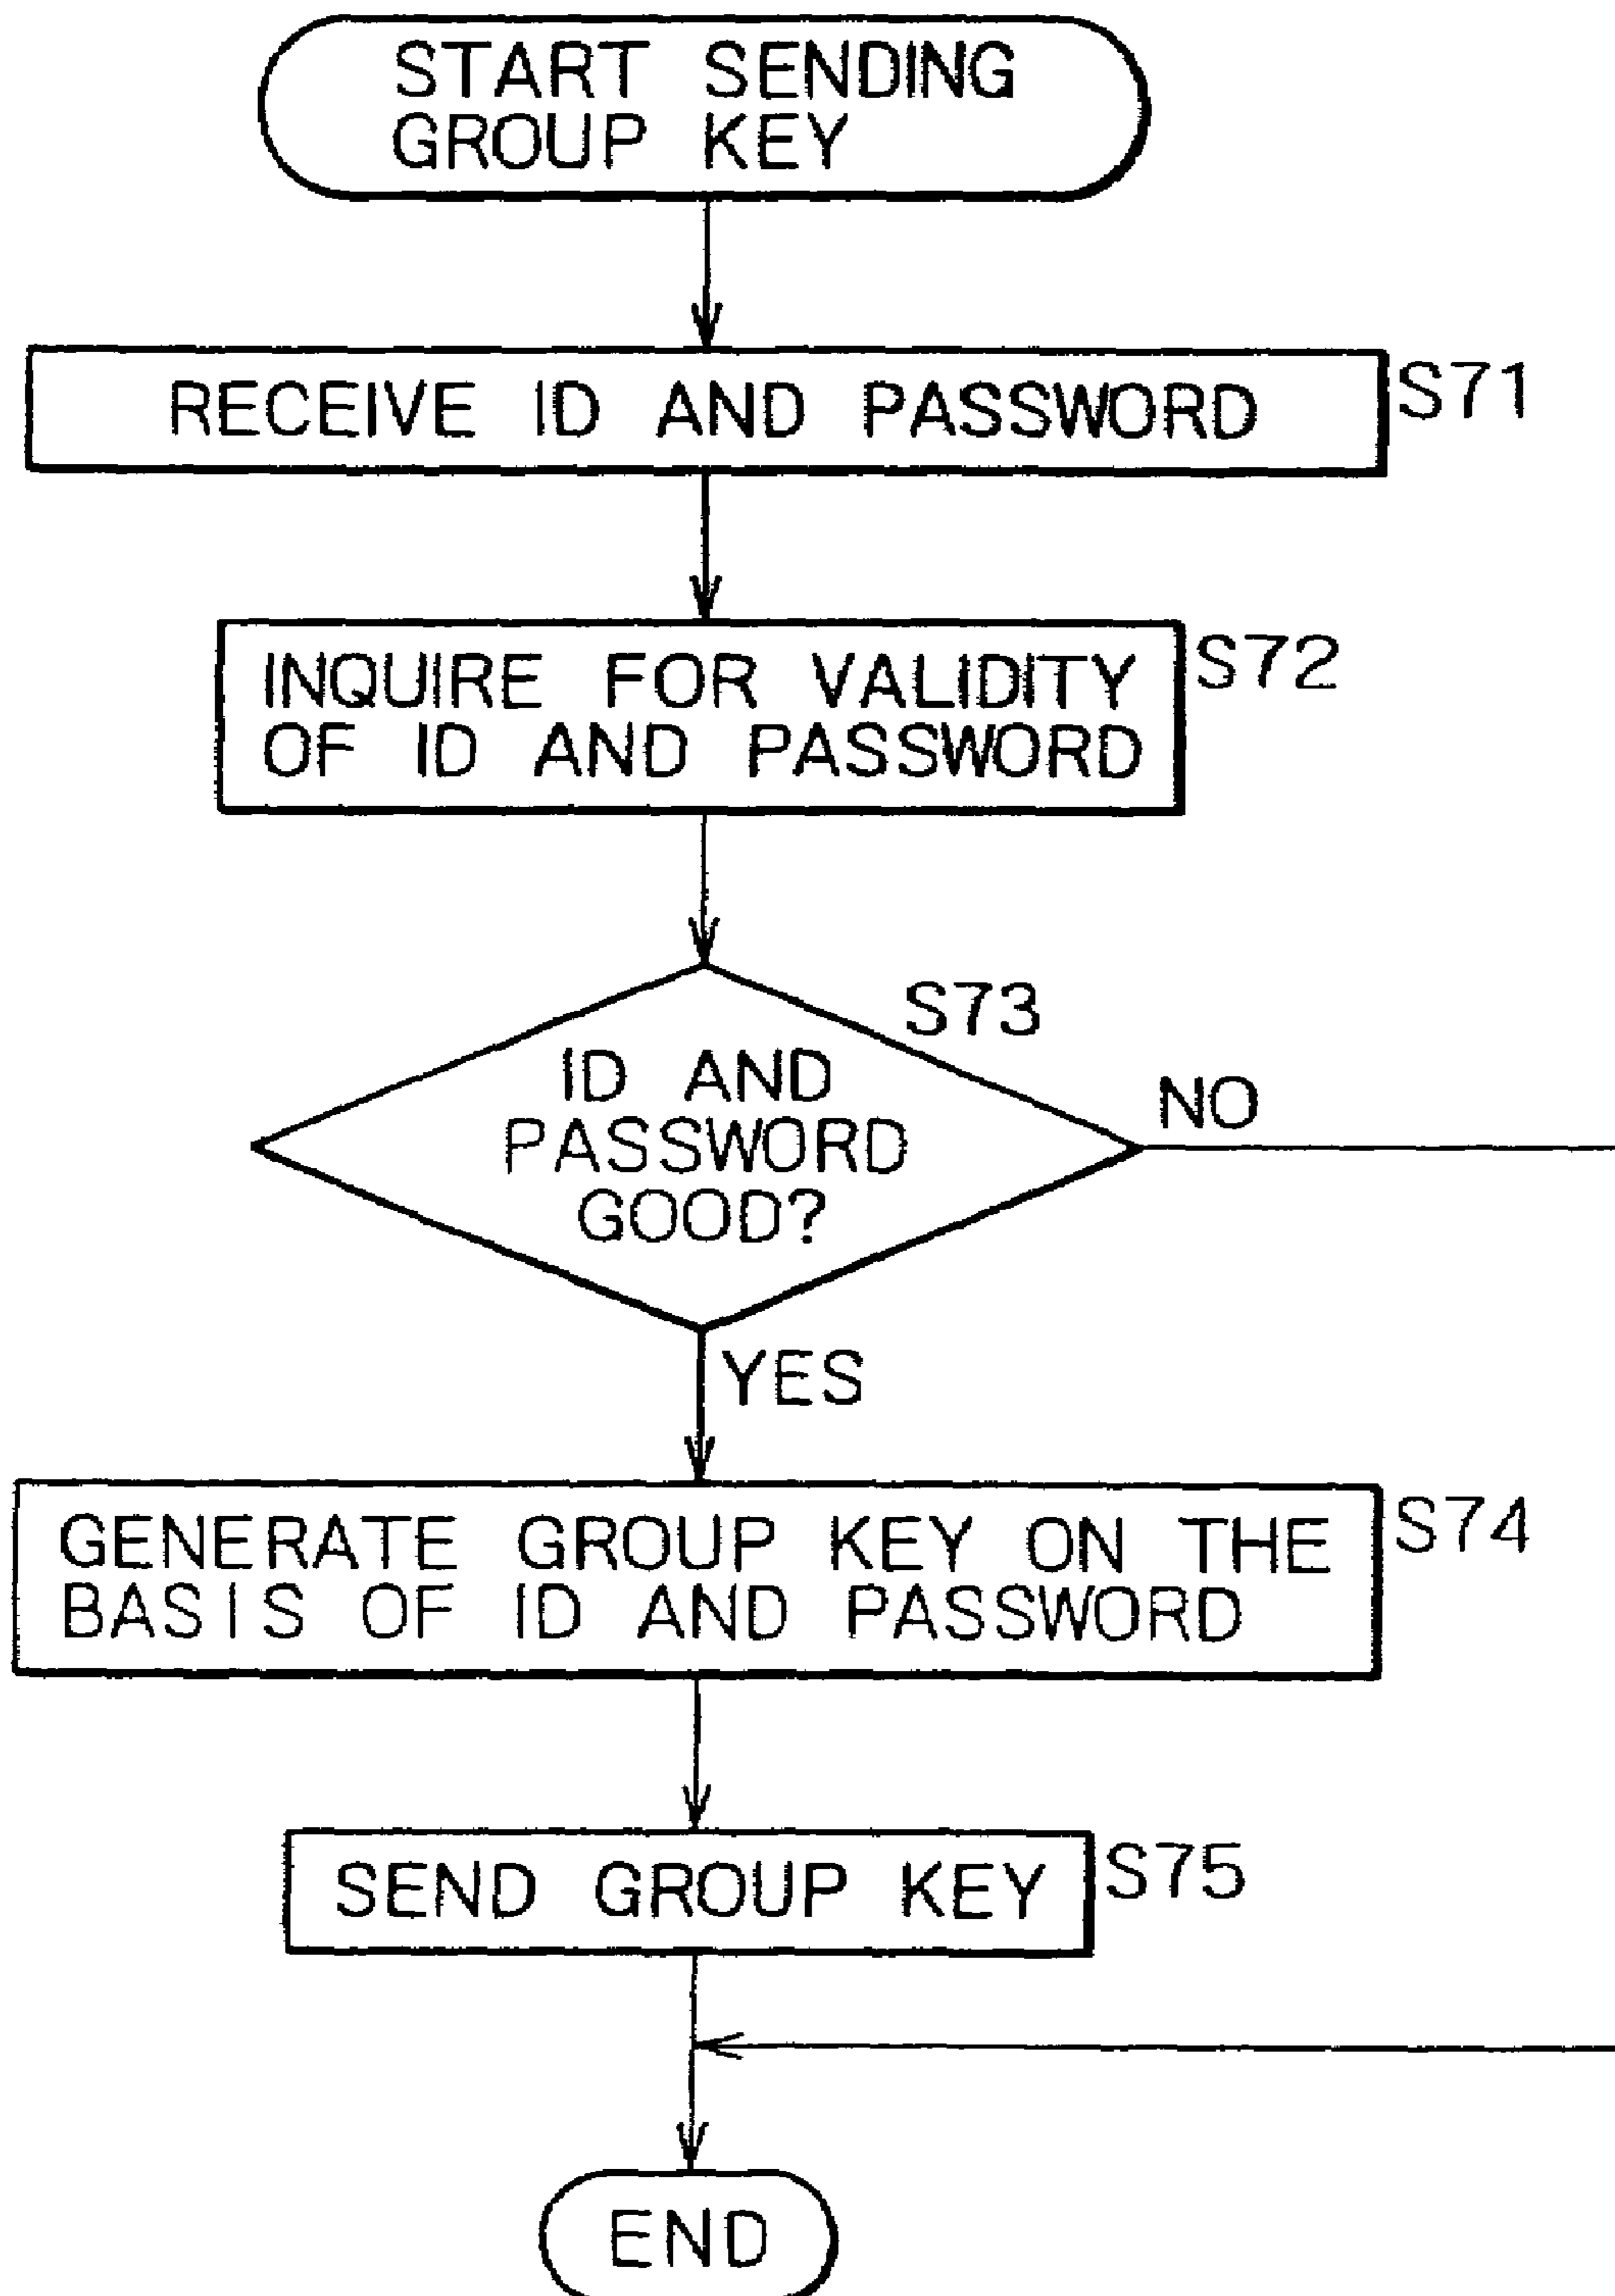 START SENDING
GROUP KEY
RECEIVE ID AND PASSWORD
S71
INQUIRE FOR VALIDITY
OF ID AND PASSWORD
S72
S73
ID AND
PASSWORD
GOOD?
NO
YES
GENERATE GROUP KEY ON THE
BASIS OF ID AND PASSWORD
S74
SEND GROUP KEY
S75
END